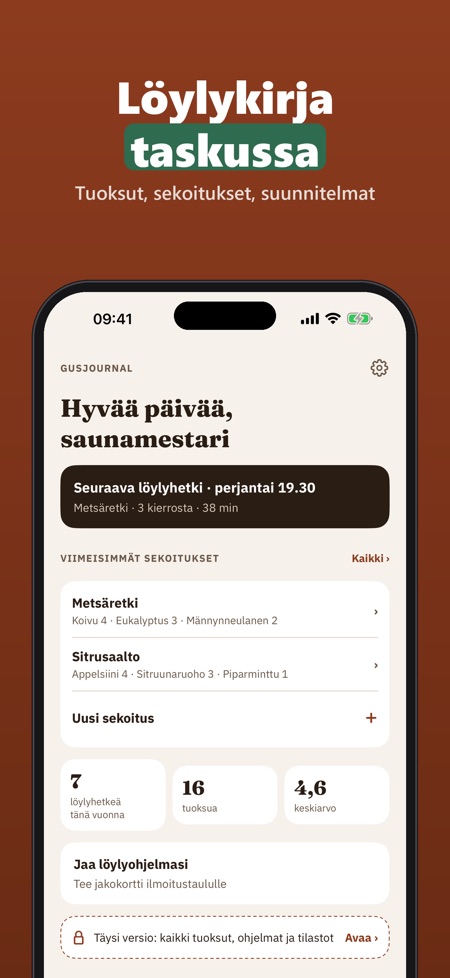 Löylykirja
taskussa
Tuoksut, sekoitukset, suunnitelmat
09:41
GUSJOURNAL
Hyvää päivää,
saunamestari
Seuraava löylyhetki · perjantai 19.30
Metsäretki · 3 kierrosta · 38 min
VIIMEISIMMÄT SEKOITUKSET
Kaikki ›
Metsäretki
Koivu 4 · Eukalyptus 3 · Männynneulanen 2
Sitrusaalto
Appelsiini 4 · Sitruunaruoho 3 · Piparminttu 1
Uusi sekoitus
7
löylyhetkeä
tänä vuonna
16
tuoksua
4,6
keskiarvo
Jaa löylyohjelmasi
Tee jakokortti ilmoitustaululle
Täysi versio: kaikki tuoksut, ohjelmat ja tilastot
Avaa ›